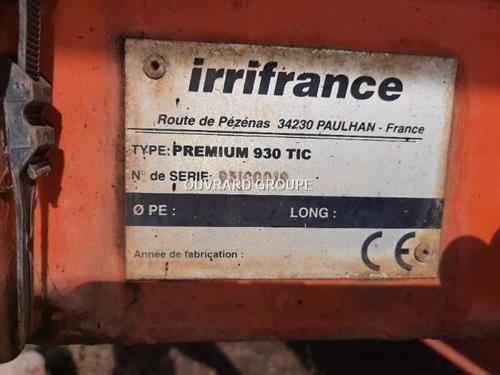 irrifrance
Route de Pézénas 34230 PAULHAN - France
TYPE: PREMIUM 930 TIC
N° de SERIE:
OUVRARD GROUPE
Ø PE : LONG :
Année de fabrication :
CE